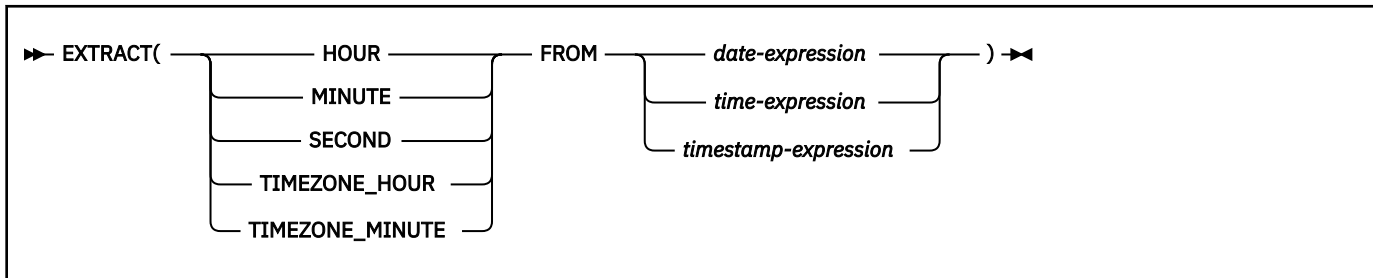 EXTRACT( HOUR FROM date-expression )
MINUTE time-expression
SECOND timestamp-expression
TIMEZONE_HOUR
TIMEZONE_MINUTE